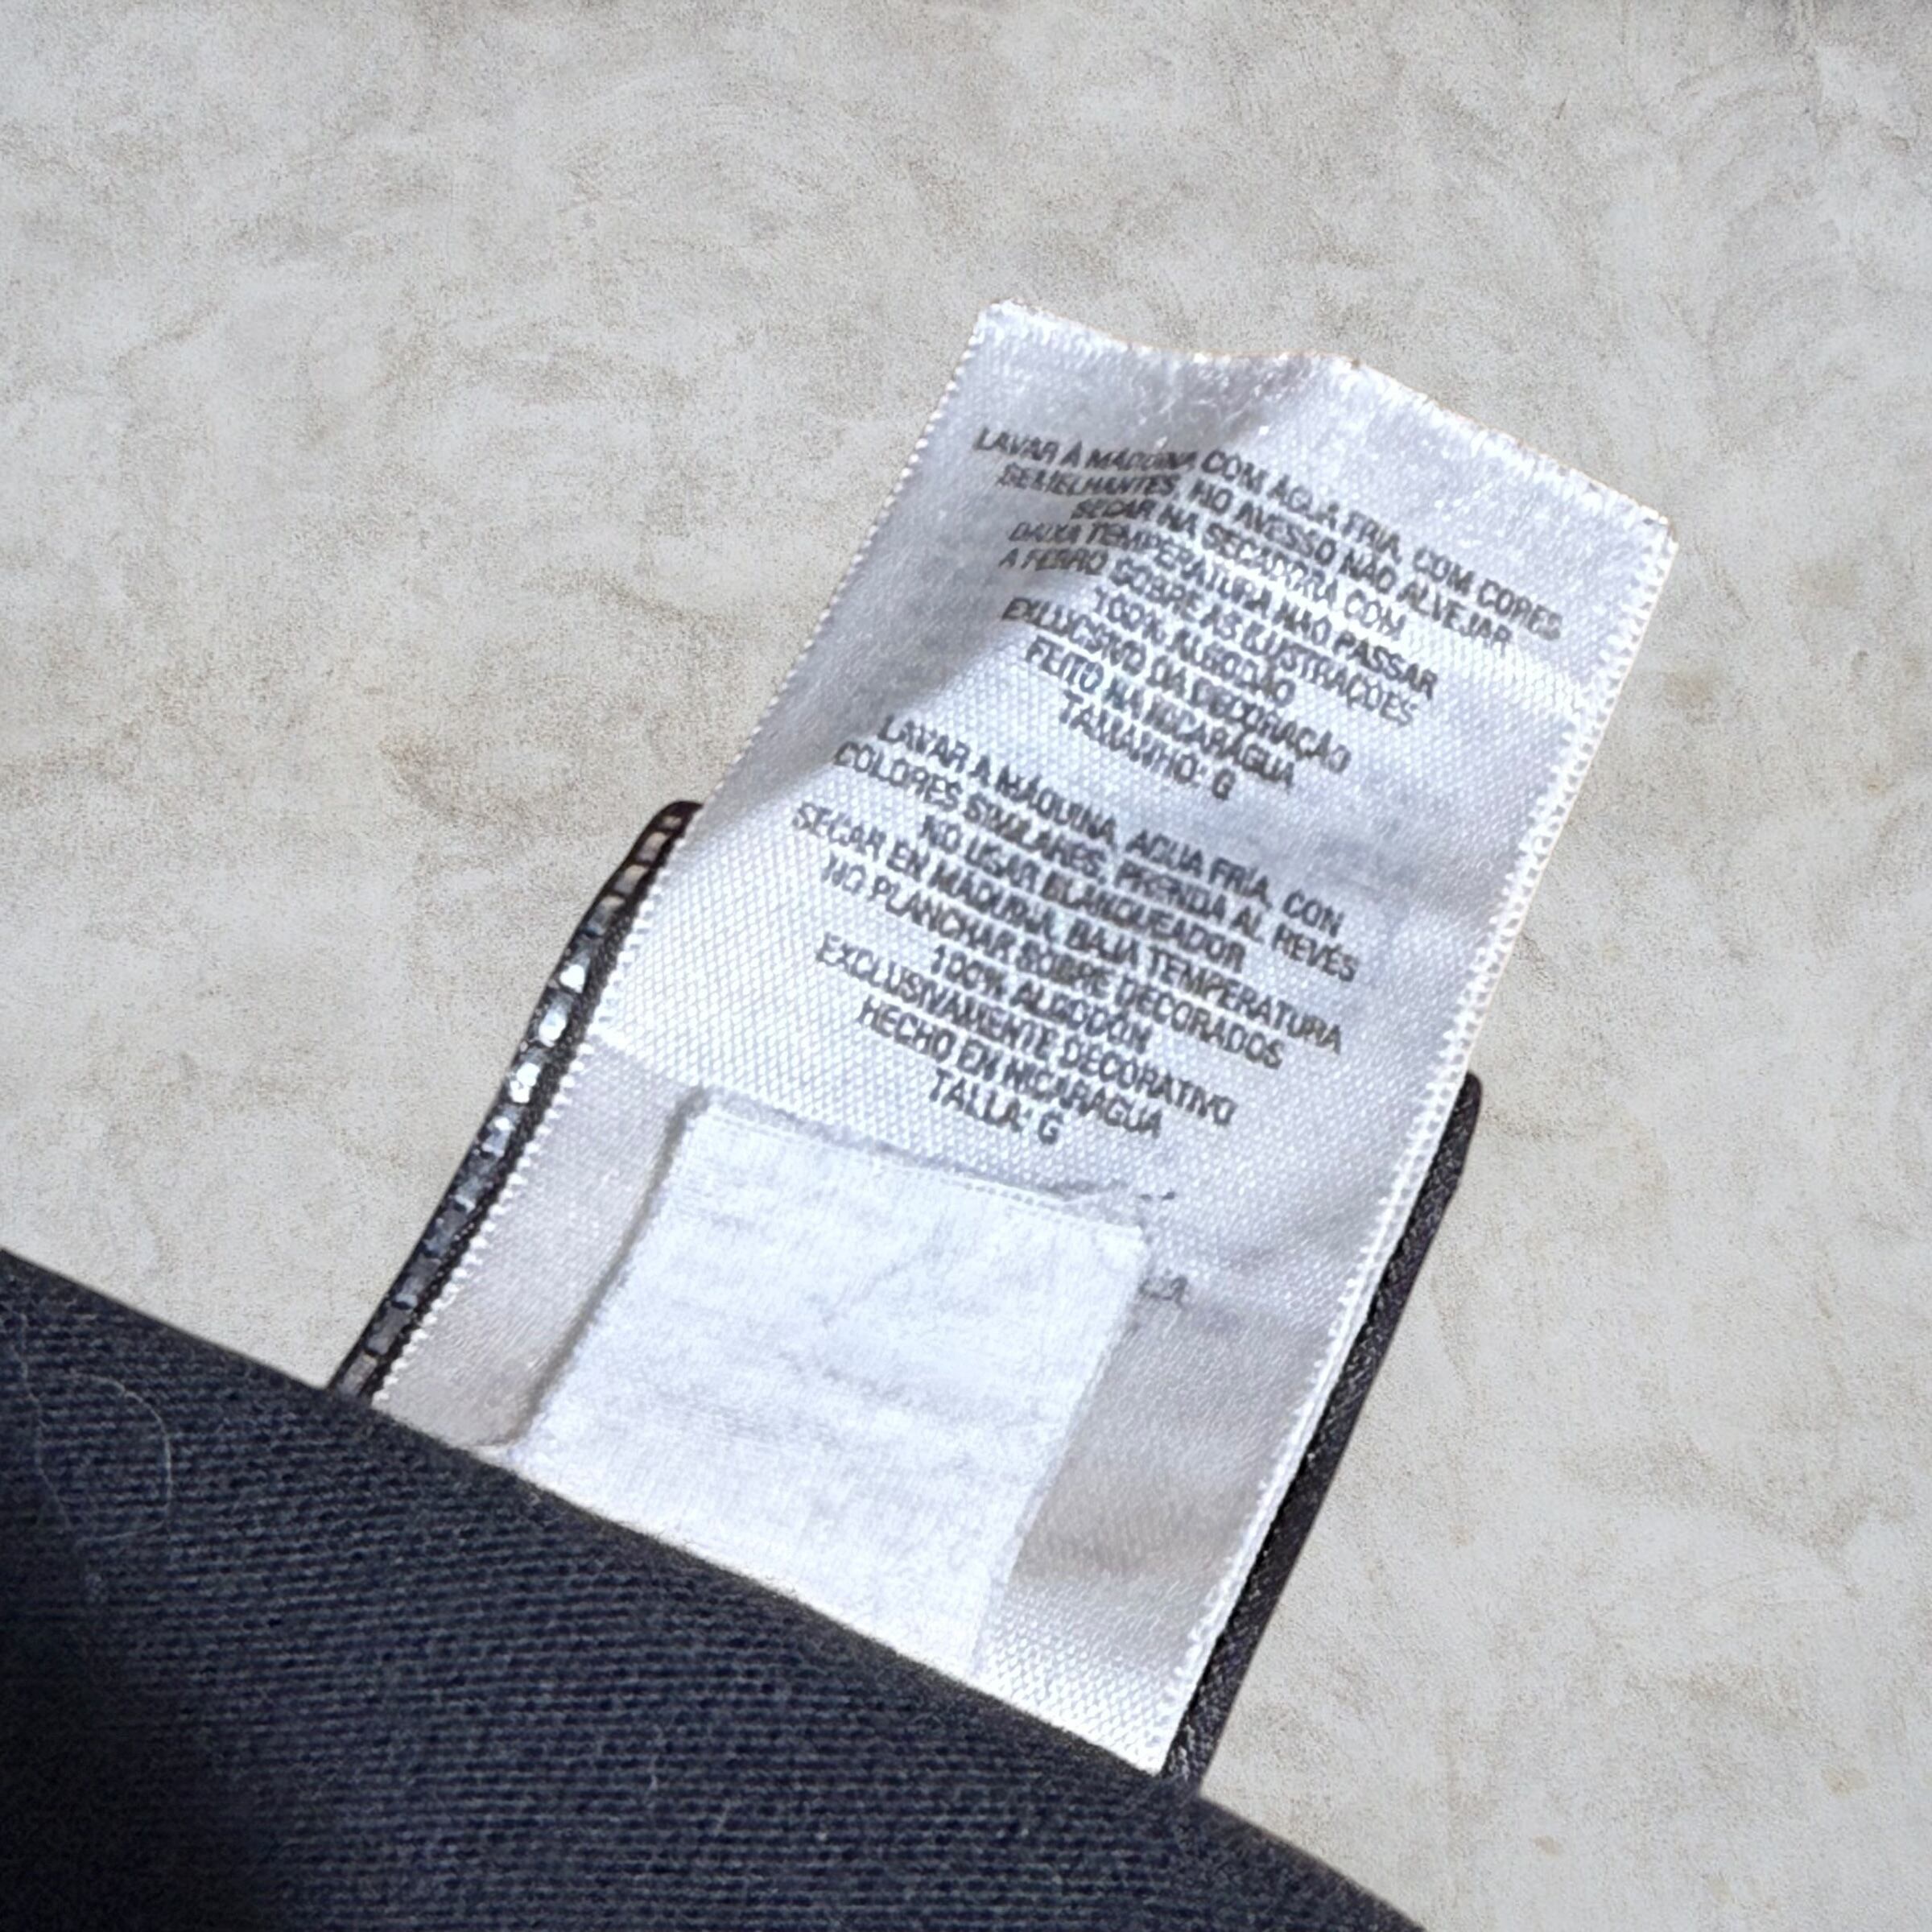 LAVAR À MÁQUINA COM ÁGUA FRIA, COM CORES
SEMELHANTES, NO AVESSO NÃO ALVEJAR
SECAR NA SECADORA COM
BAIXA TEMPERATURA NÃO PASSAR
A FERRO SOBRE AS ILUSTRAÇÕES
100% ALGODÃO
EXLUCSIVO DA DECORAÇÃO
FEITO NA NICARÁGUA
TAMANHO: G
LAVAR A MÁQUINA, AGUA FRÍA, CON
COLORES SIMILARES, PRENDA AL REVÉS
NO USAR BLANQUEADOR
SECAR EN MÁQUINA, BAJA TEMPERATURA
NO PLANCHAR SOBRE DECORADOS
100% ALGODÓN
EXCLUSIVAMENTE DECORATIVO
HECHO EN NICARAGUA
TALLA: G